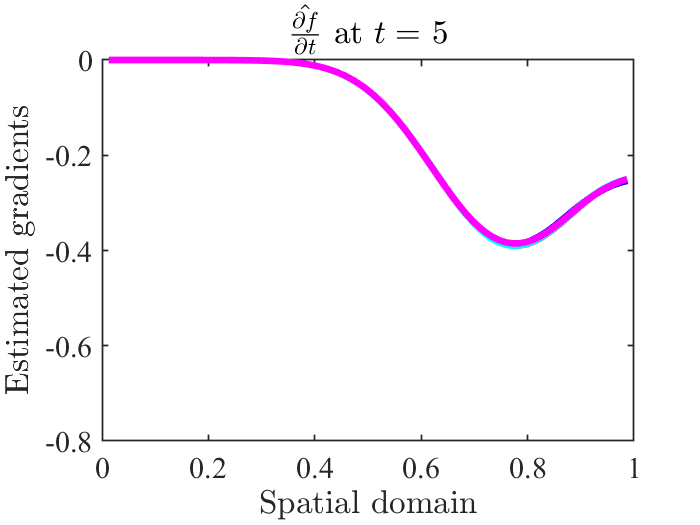 ∂f̂/∂t at t = 5
Estimated gradients
0
-0.2
-0.4
-0.6
-0.8
0 0.2 0.4 0.6 0.8 1
Spatial domain